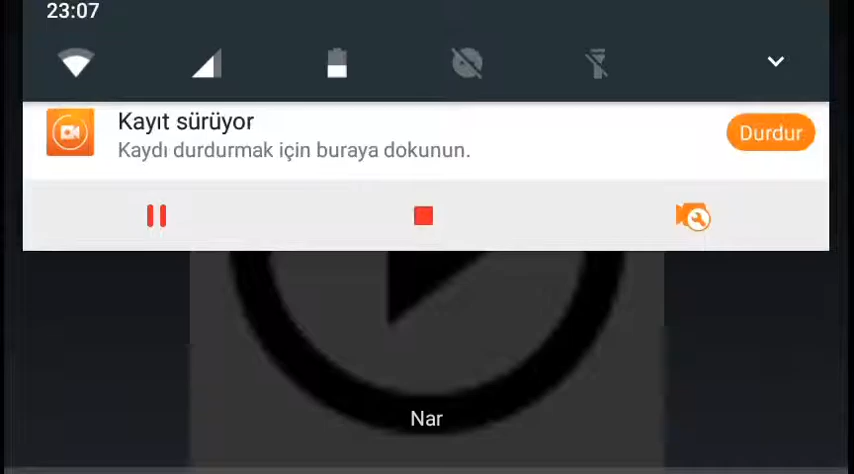 23:07
Kayıt sürüyor
Kaydı durdurmak için buraya dokunun.
Durdur
Nar